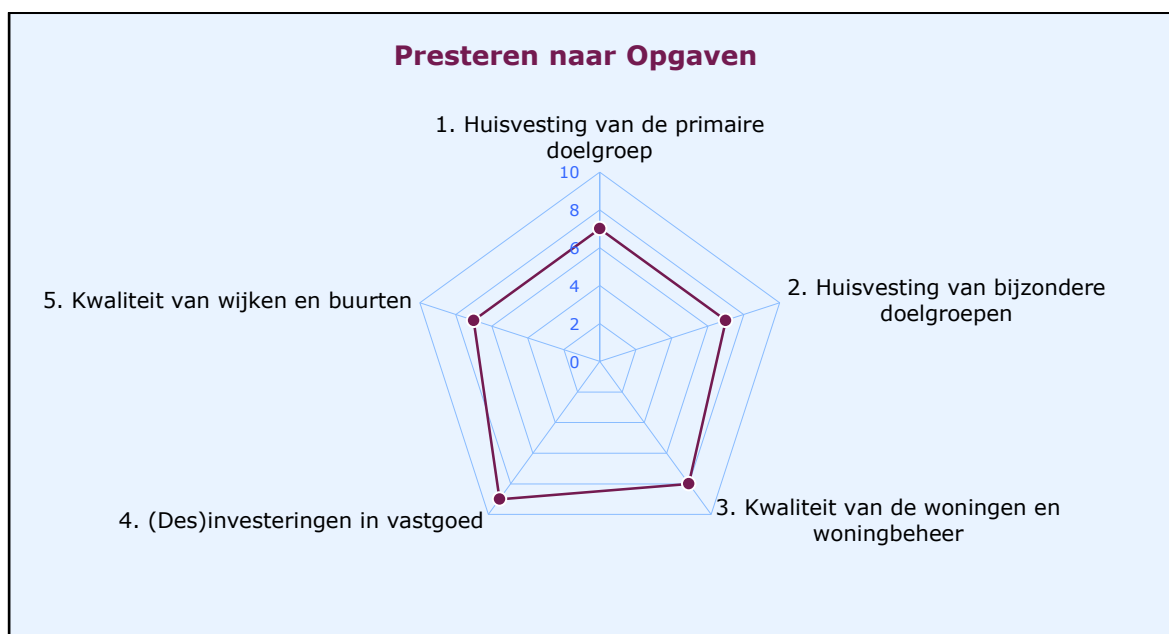 Presteren naar Opgaven
1. Huisvesting van de primaire
doelgroep
10
8
6
4
2
0
2. Huisvesting van bijzondere
doelgroepen
3. Kwaliteit van de woningen en
woningbeheer
4. (Des)investeringen in vastgoed
5. Kwaliteit van wijken en buurten